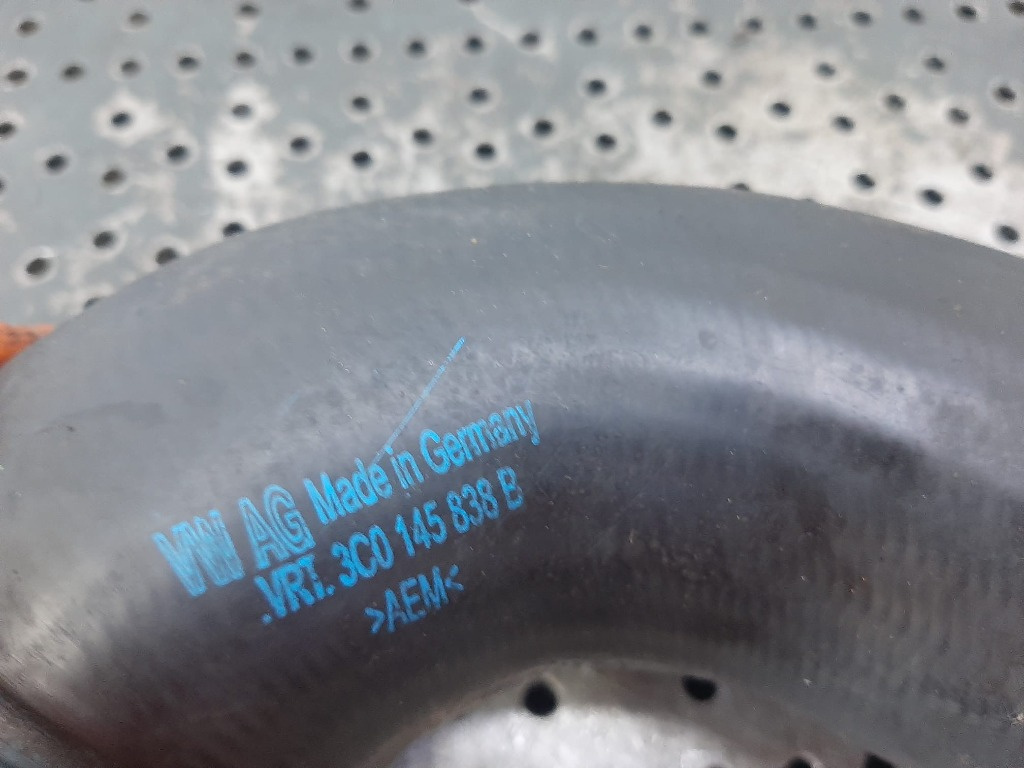 VW AG Made in Germany
.VRT. 3C0 145 838 B
>AEM<